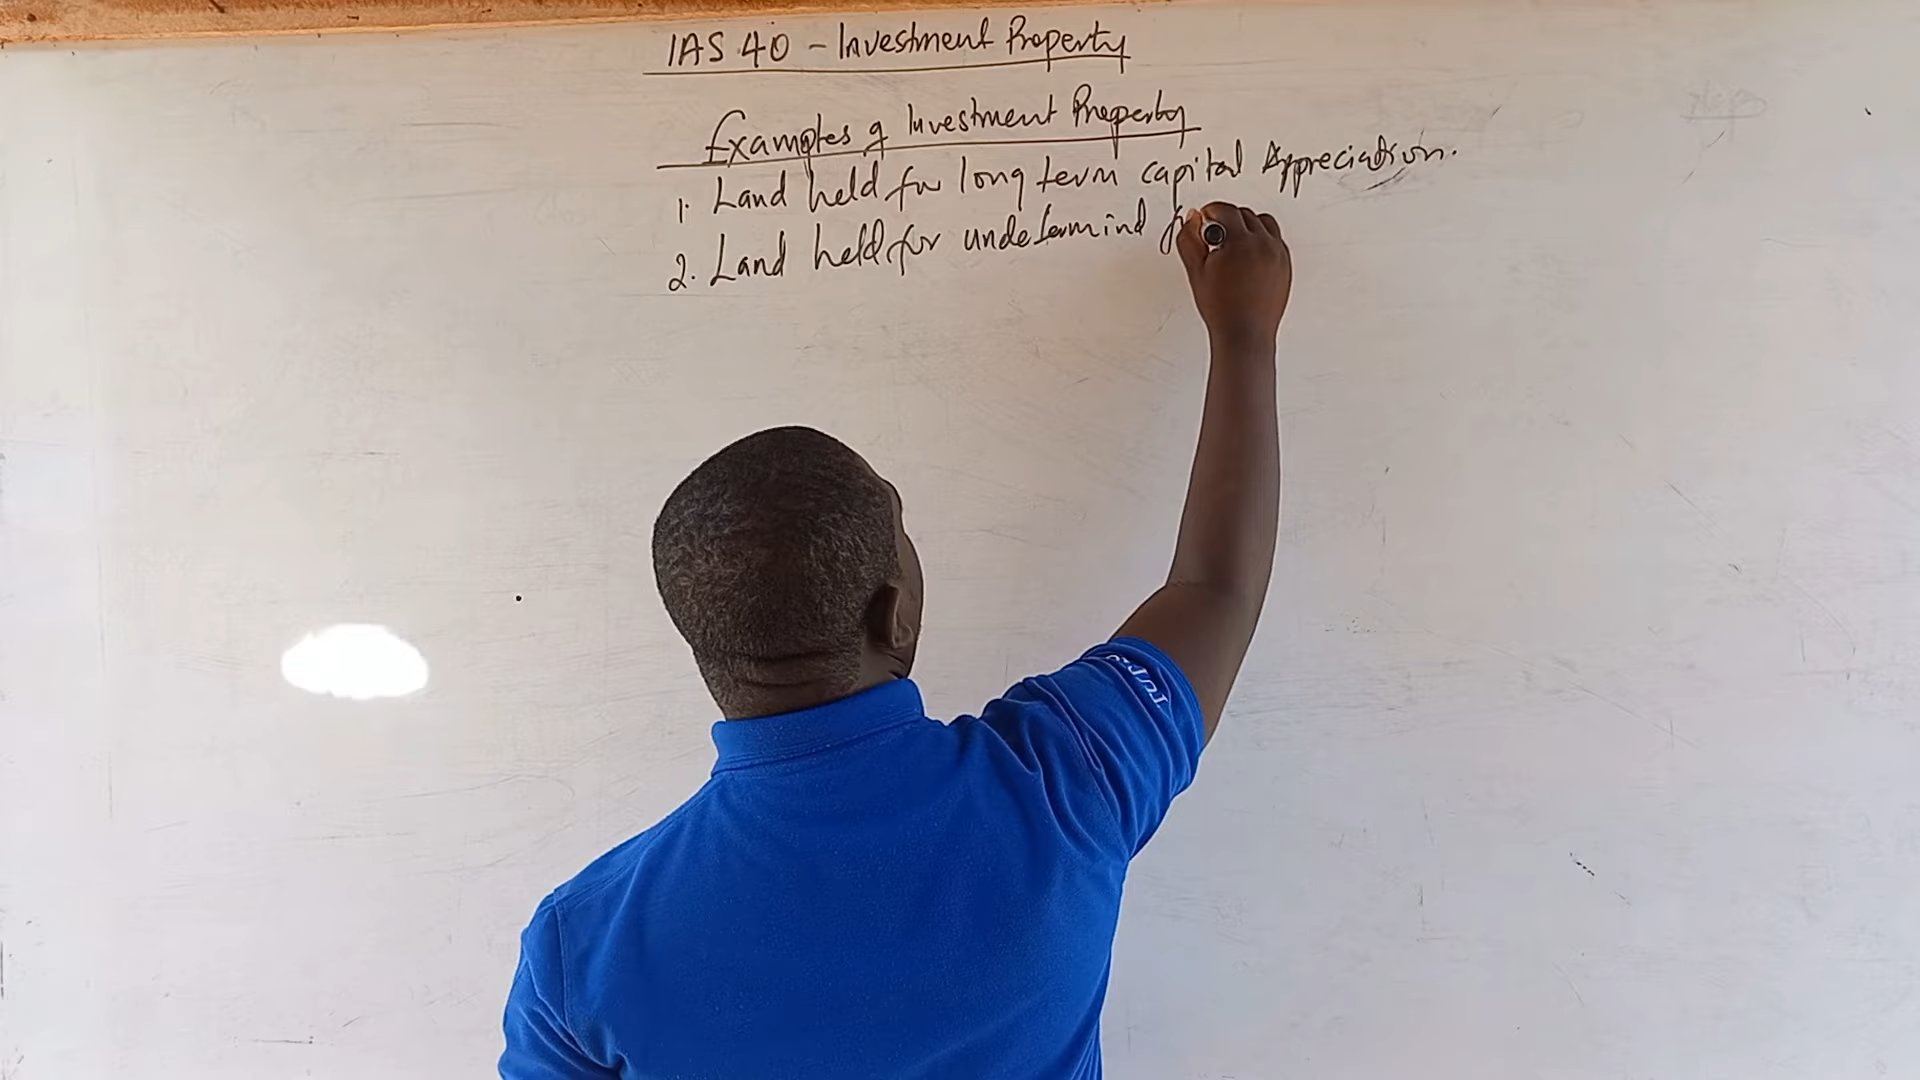 IAS 40 - Investment Property
Examples of Investment Property
1. Land held for long term capital Appreciation.
2. Land held for undetermind